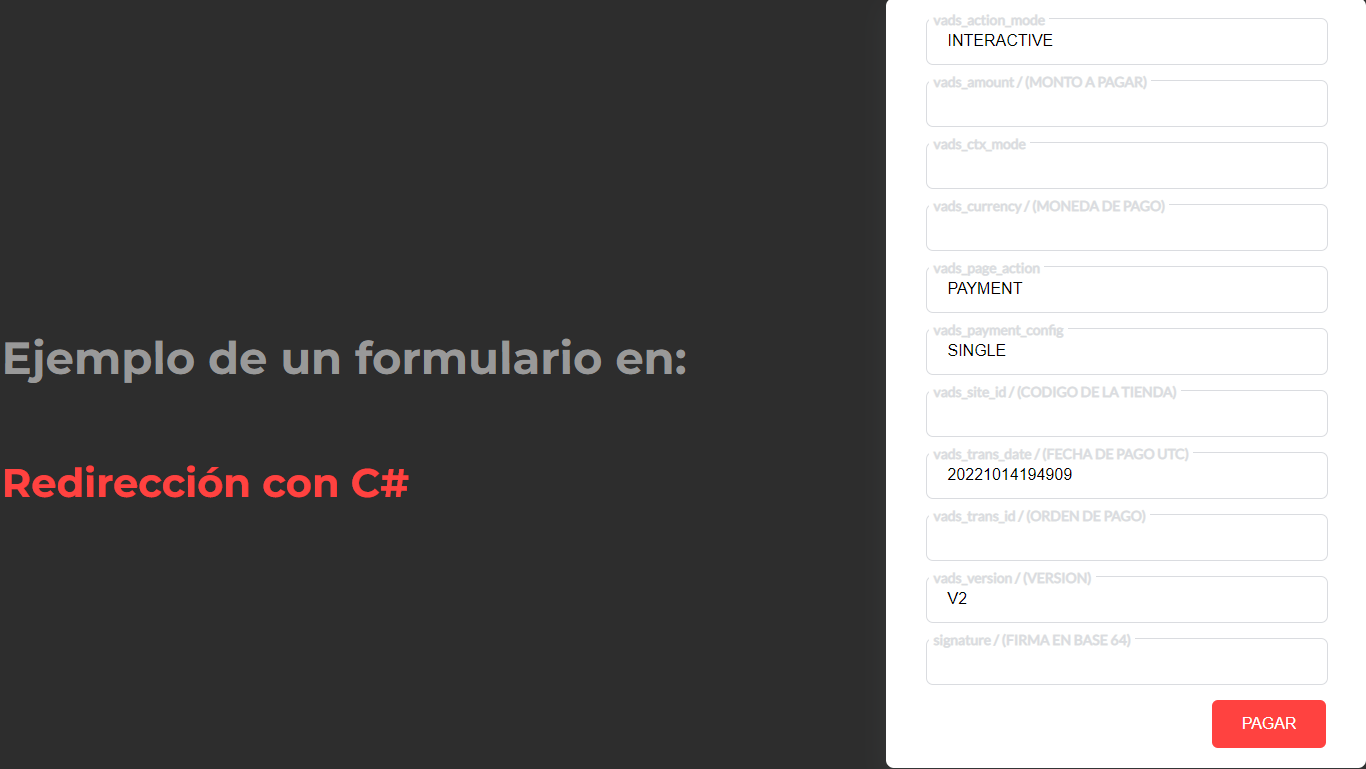 Ejemplo de un formulario en:
Redirección con C#
vads_action_mode
INTERACTIVE
vads_amount / (MONTO A PAGAR)
vads_ctx_mode
vads_currency / (MONEDA DE PAGO)
vads_page_action
PAYMENT
vads_payment_config
SINGLE
vads_site_id / (CODIGO DE LA TIENDA)
vads_trans_date / (FECHA DE PAGO UTC)
20221014194909
vads_trans_id / (ORDEN DE PAGO)
vads_version / (VERSION)
V2
signature / (FIRMA EN BASE 64)
PAGAR